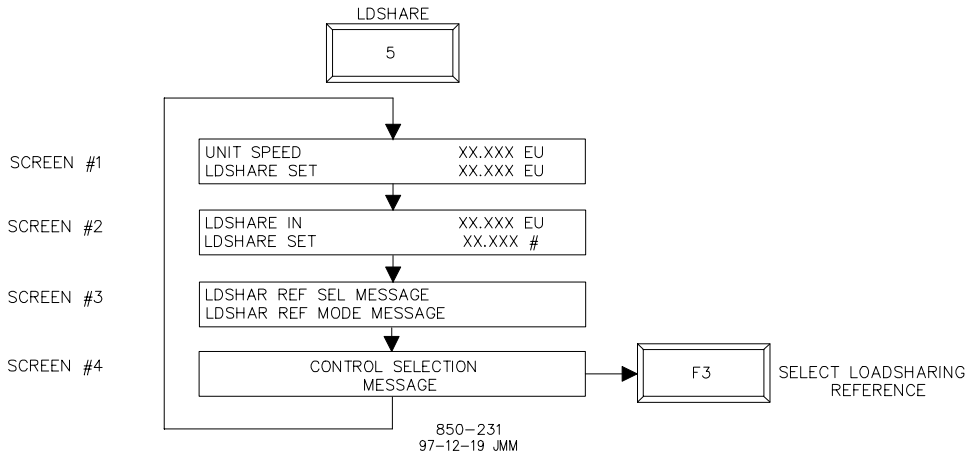 LDSHARE
5
SCREEN #1
UNIT SPEED XX.XXX EU
LDSHARE SET XX.XXX EU
SCREEN #2
LDSHARE IN XX.XXX EU
LDSHARE SET XX.XXX #
SCREEN #3
LDSHAR REF SEL MESSAGE
LDSHAR REF MODE MESSAGE
SCREEN #4
CONTROL SELECTION
MESSAGE
F3
SELECT LOADSHARING
REFERENCE
850-231
97-12-19 JMM